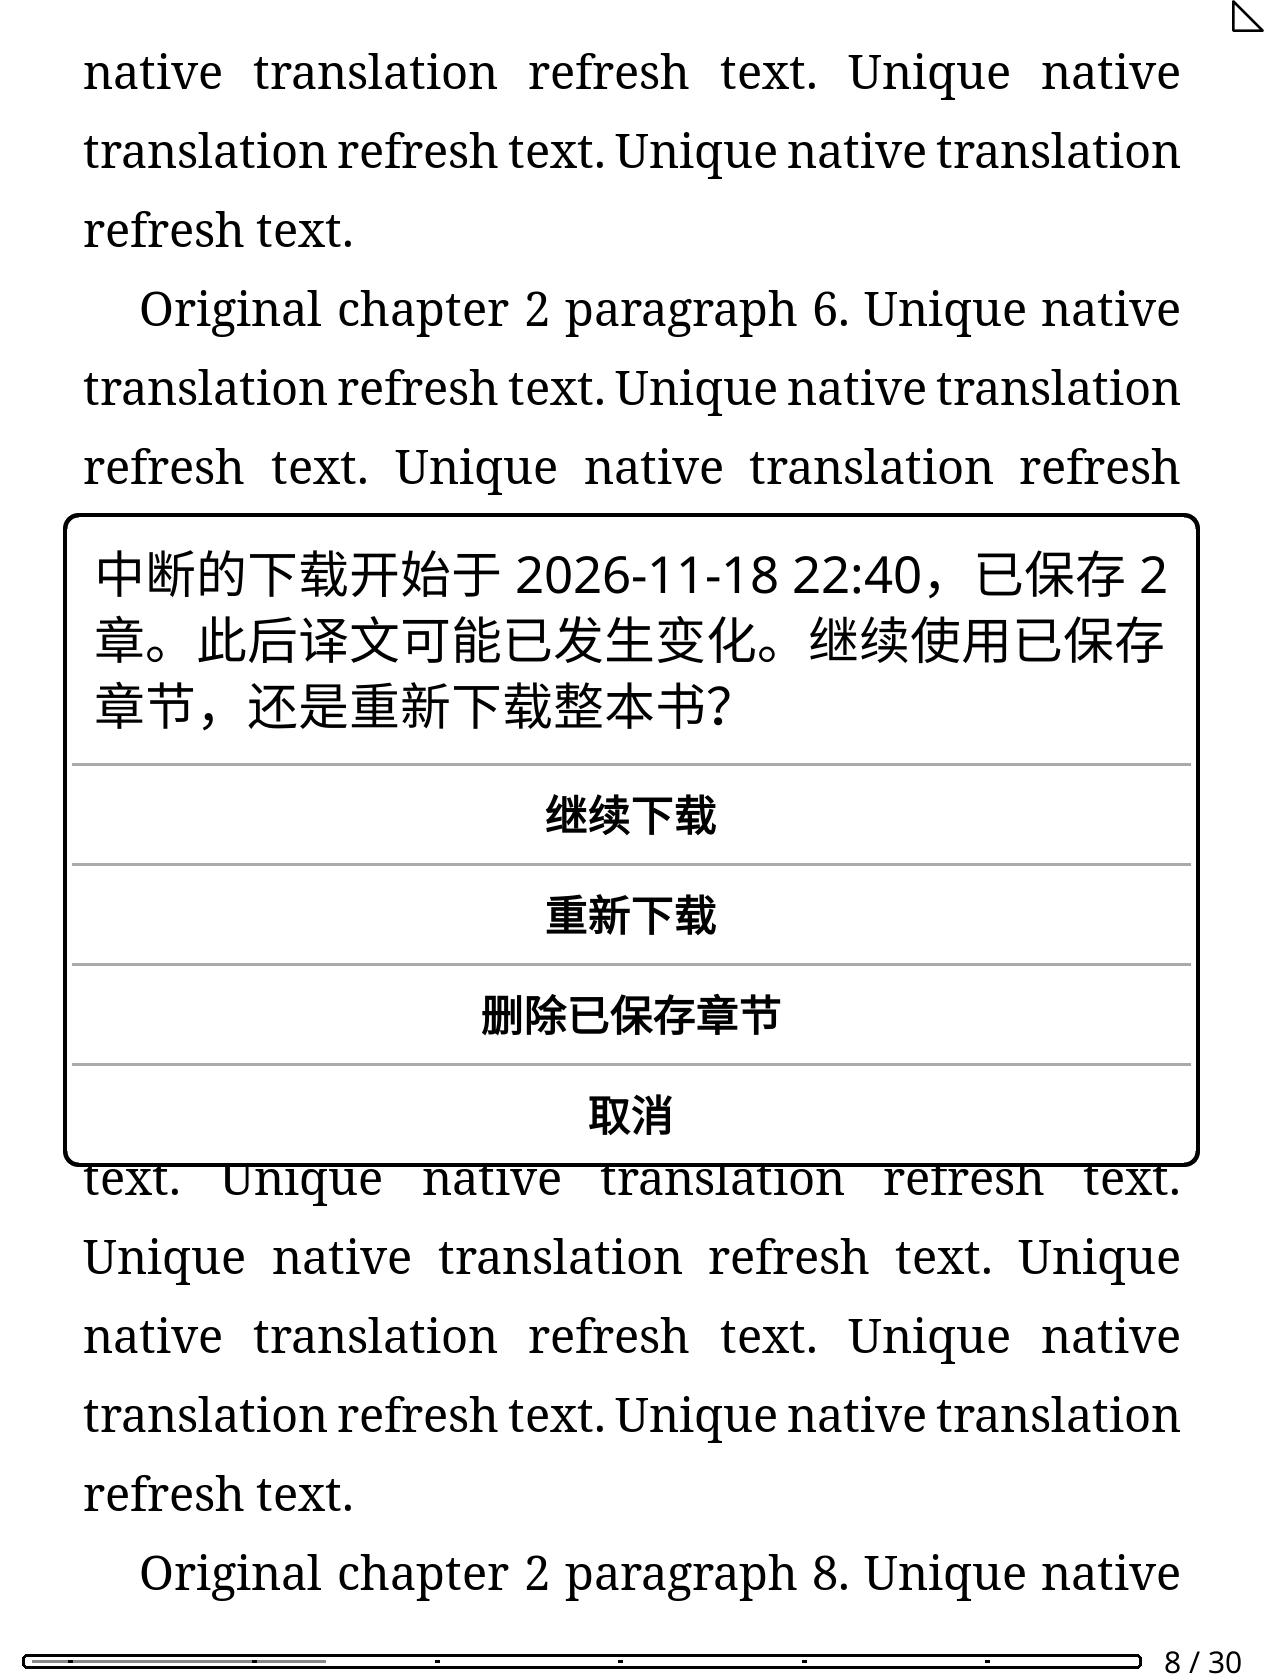 native translation refresh text. Unique native
translation refresh text. Unique native translation
refresh text.
Original chapter 2 paragraph 6. Unique native
translation refresh text. Unique native translation
refresh text. Unique native translation refresh
中断的下载开始于 2026-11-18 22:40，已保存 2
章。此后译文可能已发生变化。继续使用已保存
章节，还是重新下载整本书？
继续下载
重新下载
删除已保存章节
取消
text. Unique native translation refresh text.
Unique native translation refresh text. Unique
native translation refresh text. Unique native
translation refresh text. Unique native translation
refresh text.
Original chapter 2 paragraph 8. Unique native
8 / 30